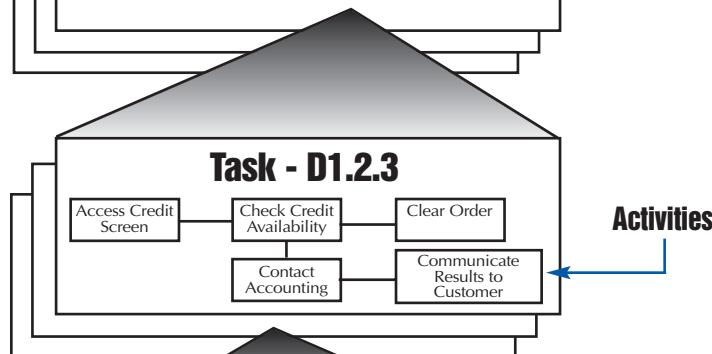 Task - D1.2.3
Access Credit
Screen
Check Credit
Availability
Clear Order
Contact
Accounting
Communicate
Results to
Customer
Activities